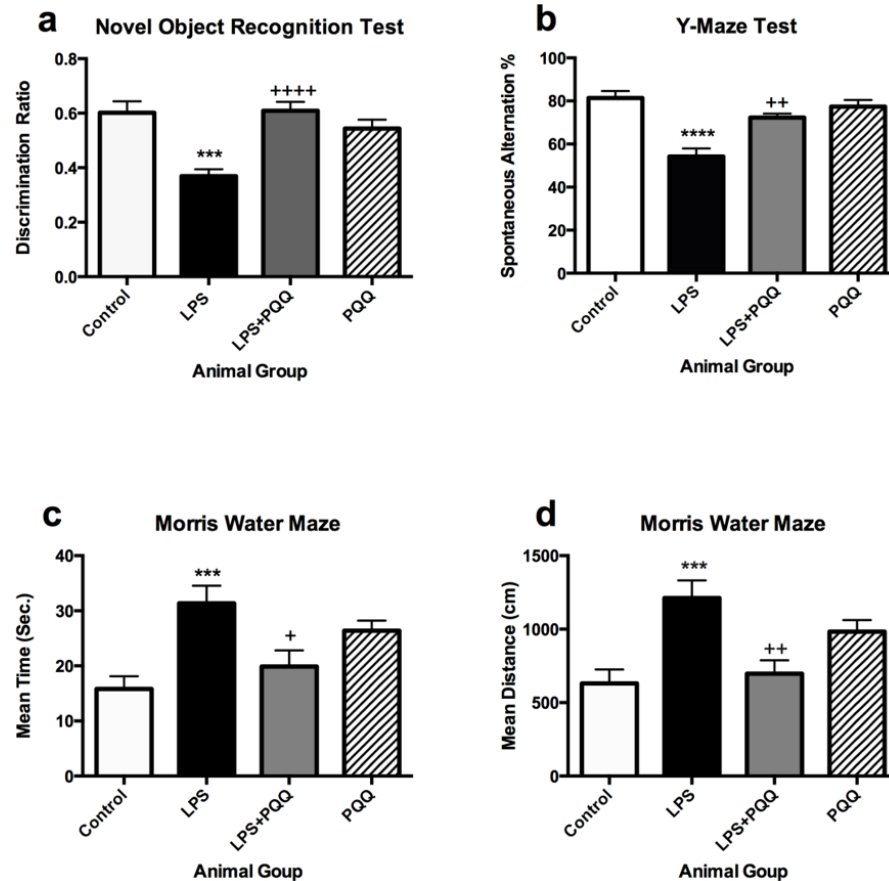 a
Novel Object Recognition Test
Discrimination Ratio
0.8
0.6
0.4
0.2
0.0
***
++++
Control
LPS
LPS+PQQ
PQQ
Animal Group
b
Y-Maze Test
Spontaneous Alternation %
100
80
60
40
20
0
****
++
Control
LPS
LPS+PQQ
PQQ
Animal Group
c
Morris Water Maze
Mean Time (Sec.)
40
30
20
10
0
***
+
Control
LPS
LPS+PQQ
PQQ
Animal Goup
d
Morris Water Maze
Mean Distance (cm)
1500
1000
500
0
***
++
Control
LPS
LPS+PQQ
PQQ
Animal Goup